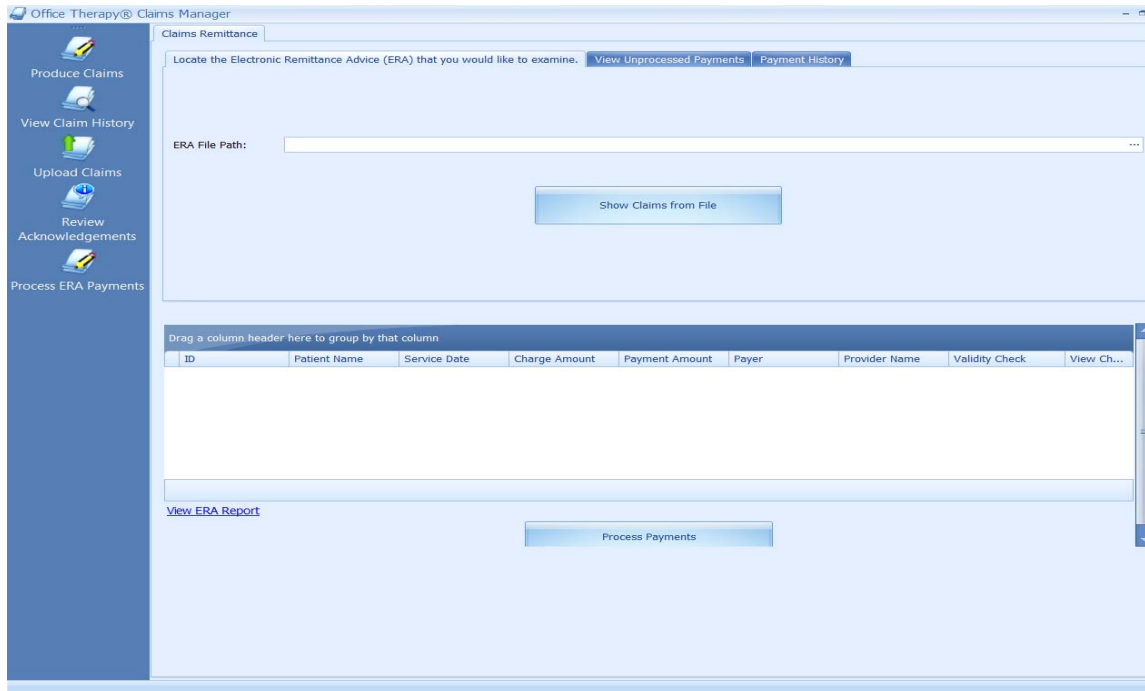 Office Therapy® Claims Manager
Produce Claims
View Claim History
Upload Claims
Review
Acknowledgements
Process ERA Payments
Claims Remittance
Locate the Electronic Remittance Advice (ERA) that you would like to examine. View Unprocessed Payments Payment History
ERA File Path: ...
Show Claims from File
Drag a column header here to group by that column
ID Patient Name Service Date Charge Amount Payment Amount Payer Provider Name Validity Check View Ch...
View ERA Report
Process Payments